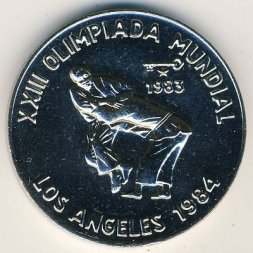 XXIII OLIMPIADA MUNDIAL
1983
LOS ANGELES 1984